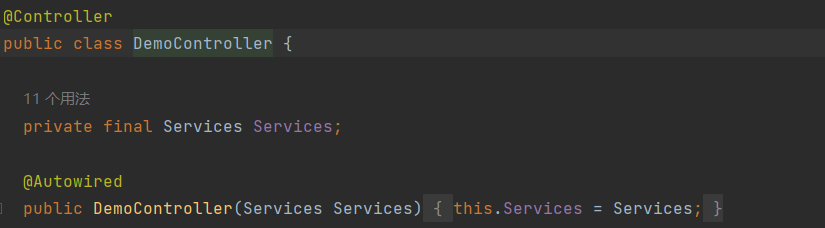 @Controller
public class DemoController {
11 个用法
private final Services Services;
@Autowired
public DemoController(Services Services) { this.Services = Services; }